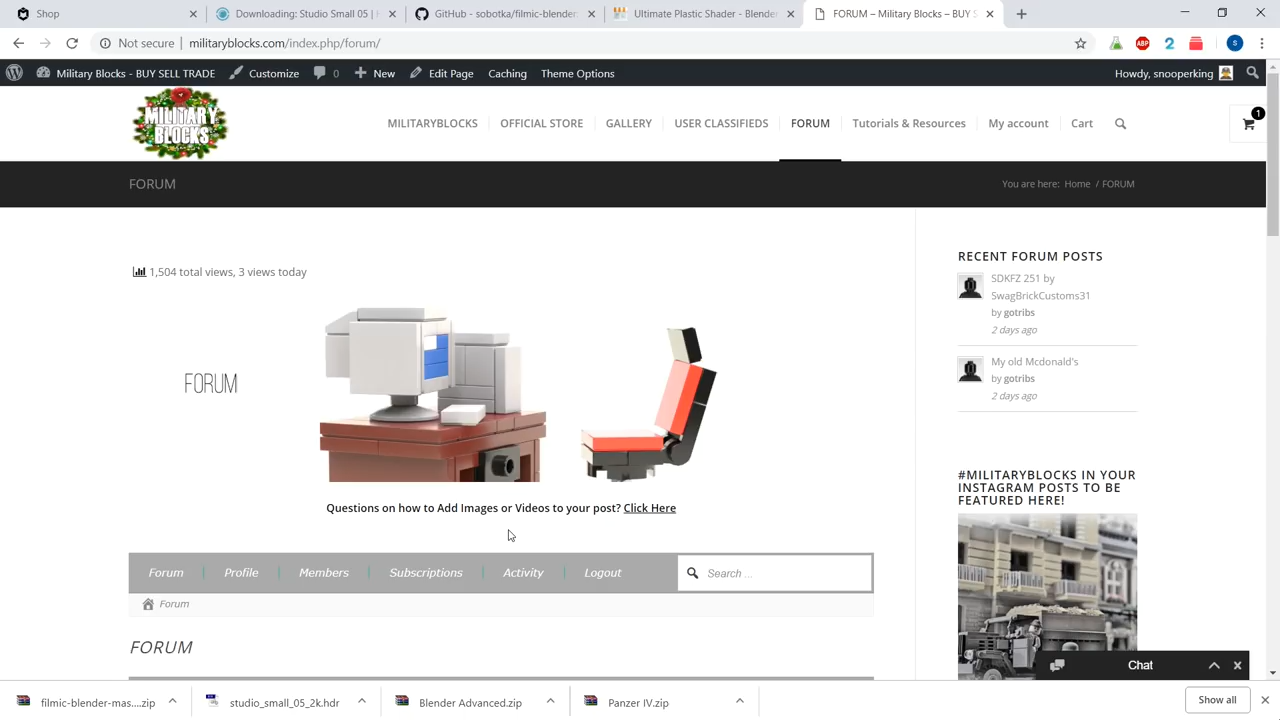 Downloading: Studio_Small_05 |
GitHub - sobotka/filmic-blender:
Ultimate Plastic Shader - Blender
FORUM – Military Blocks – BUY S
Not secure | militaryblocks.com/index.php/forum/
ABP
2
S
Military Blocks - BUY SELL TRADE
Customize
0
New
Edit Page
Caching
Theme Options
Howdy, snooperking
MILITARY
BLOCKS
MILITARYBLOCKS
OFFICIAL STORE
GALLERY
USER CLASSIFIEDS
FORUM
Tutorials & Resources
My account
Cart
1
FORUM
You are here: Home / FORUM
1,504 total views, 3 views today
FORUM
Questions on how to Add Images or Videos to your post? Click Here
Forum
Profile
Members
Subscriptions
Activity
Logout
Search ...
Forum
FORUM
RECENT FORUM POSTS
SDKFZ 251 by
SwagBrickCustoms31
by gotribs
2 days ago
My old Mcdonald's
by gotribs
2 days ago
#MILITARYBLOCKS IN YOUR
INSTAGRAM POSTS TO BE
FEATURED HERE!
Chat
filmic-blender-mas....zip
studio_small_05_2k.hdr
Blender Advanced.zip
Panzer IV.zip
Show all